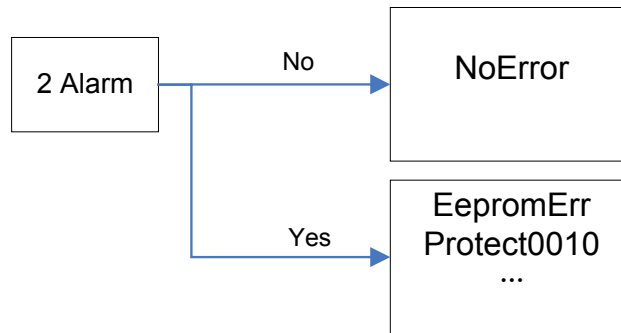 2 Alarm
No
NoError
Yes
EepromErr
Protect0010
...